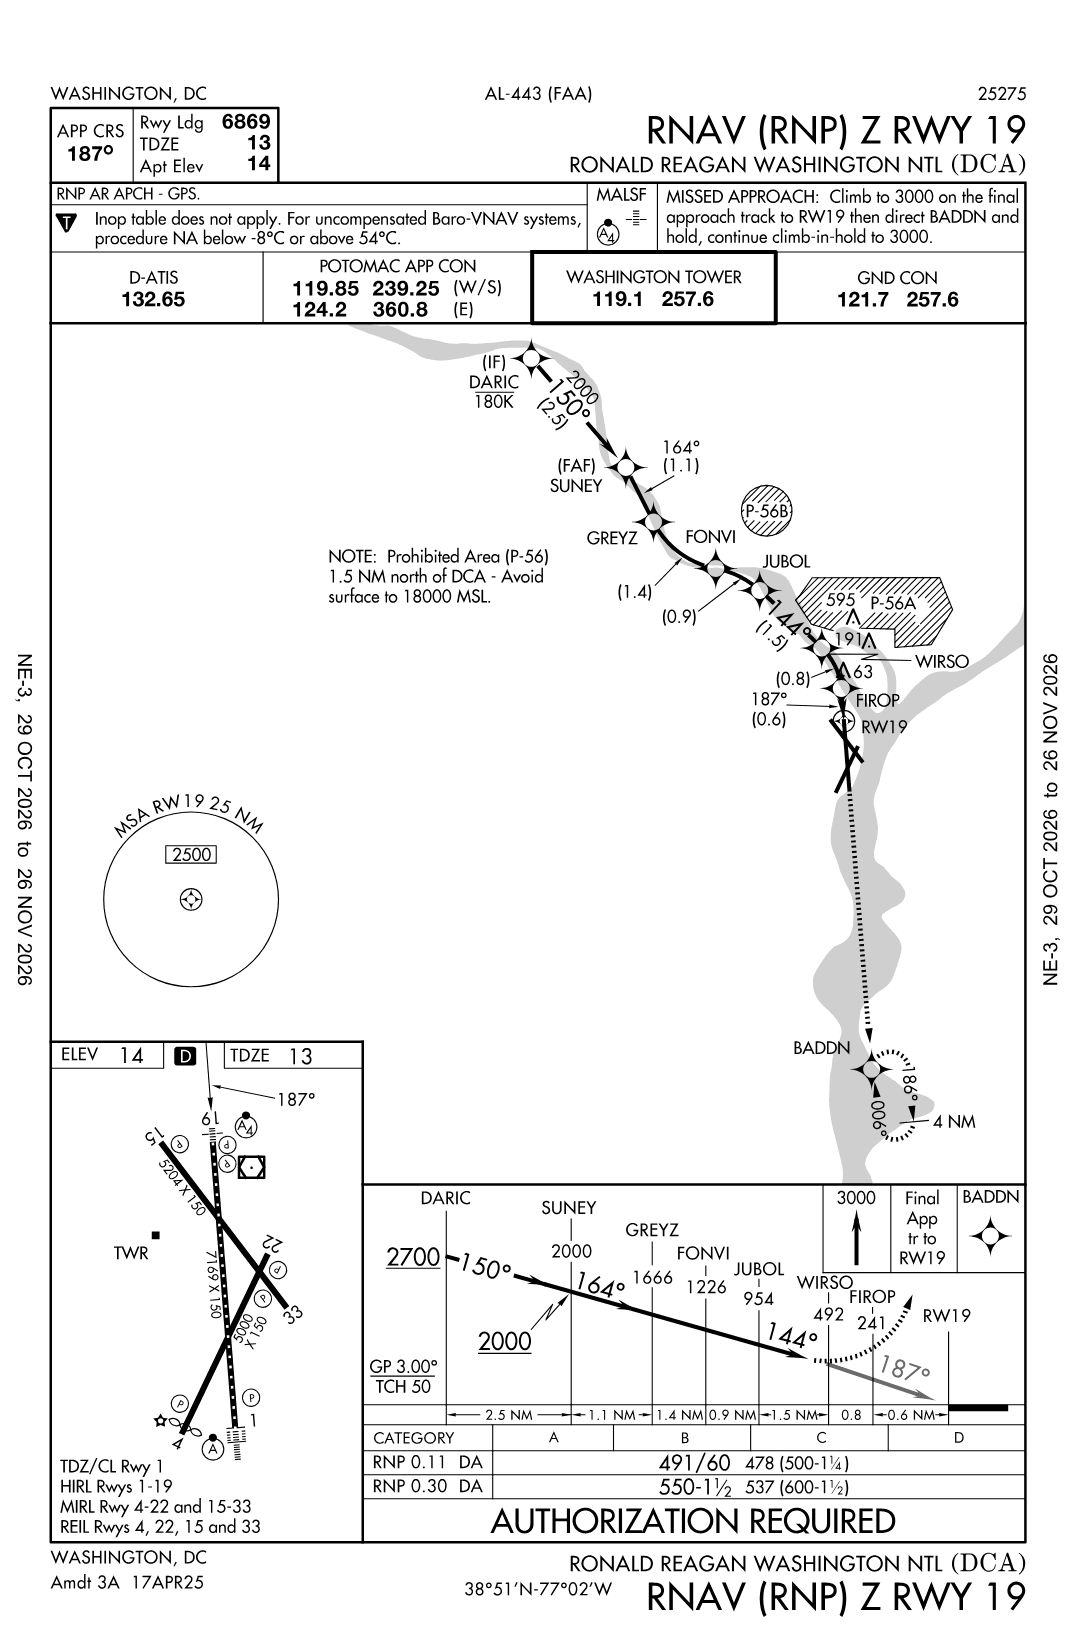 WASHINGTON, DC
AL-443 (FAA)
25275
APP CRS
187°
Rwy Ldg 6869
TDZE 13
Apt Elev 14
RNAV (RNP) Z RWY 19
RONALD REAGAN WASHINGTON NTL (DCA)
RNP AR APCH - GPS.
T
Inop table does not apply. For uncompensated Baro-VNAV systems,
procedure NA below -8°C or above 54°C.
MALSF
A4
MISSED APPROACH: Climb to 3000 on the final
approach track to RW19 then direct BADDN and
hold, continue climb-in-hold to 3000.
D-ATIS
132.65
POTOMAC APP CON
119.85 239.25 (W/S)
124.2 360.8 (E)
WASHINGTON TOWER
119.1 257.6
GND CON
121.7 257.6
(IF)
DARIC
180K
2000
150°
(2.5)
(FAF)
SUNEY
164°
(1.1)
GREYZ
FONVI
P-56B
JUBOL
(1.4)
(0.9)
NOTE: Prohibited Area (P-56)
1.5 NM north of DCA - Avoid
surface to 18000 MSL.
144°
(1.5)
595
P-56A
191
WIRSO
(0.8)
63
187°
(0.6)
FIROP
RW19
NE-3, 29 OCT 2026 to 26 NOV 2026
NE-3, 29 OCT 2026 to 26 NOV 2026
MSA RW19 25 NM
2500
BADDN
186°
006°
4 NM
ELEV 14
D
TDZE 13
187°
19
A4
15
P
P
P
5204 X 150
TWR
7169 X 150
22
P
P
33
5000
X 150
P
P
4
A
1
TDZ/CL Rwy 1
HIRL Rwys 1-19
MIRL Rwy 4-22 and 15-33
REIL Rwys 4, 22, 15 and 33
DARIC
SUNEY
GREYZ
FONVI
JUBOL
WIRSO
FIROP
RW19
3000
Final
App
tr to
RW19
BADDN
2700
150°
2000
164°
1666
1226
954
492
241
2000
144°
187°
GP 3.00°
TCH 50
2.5 NM
1.1 NM
1.4 NM
0.9 NM
1.5 NM
0.8
0.6 NM
CATEGORY A B C D
RNP 0.11 DA 491/60 478 (500-1¼)
RNP 0.30 DA 550-1½ 537 (600-1½)
AUTHORIZATION REQUIRED
WASHINGTON, DC
Amdt 3A 17APR25
38°51'N-77°02'W
RONALD REAGAN WASHINGTON NTL (DCA)
RNAV (RNP) Z RWY 19